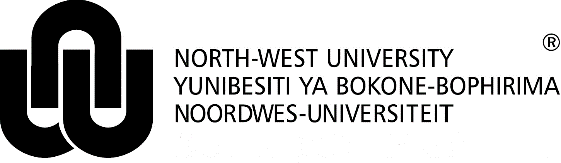 ®
NORTH-WEST UNIVERSITY
YUNIBESITI YA BOKONE-BOPHIRIMA
NOORDWES-UNIVERSITEIT